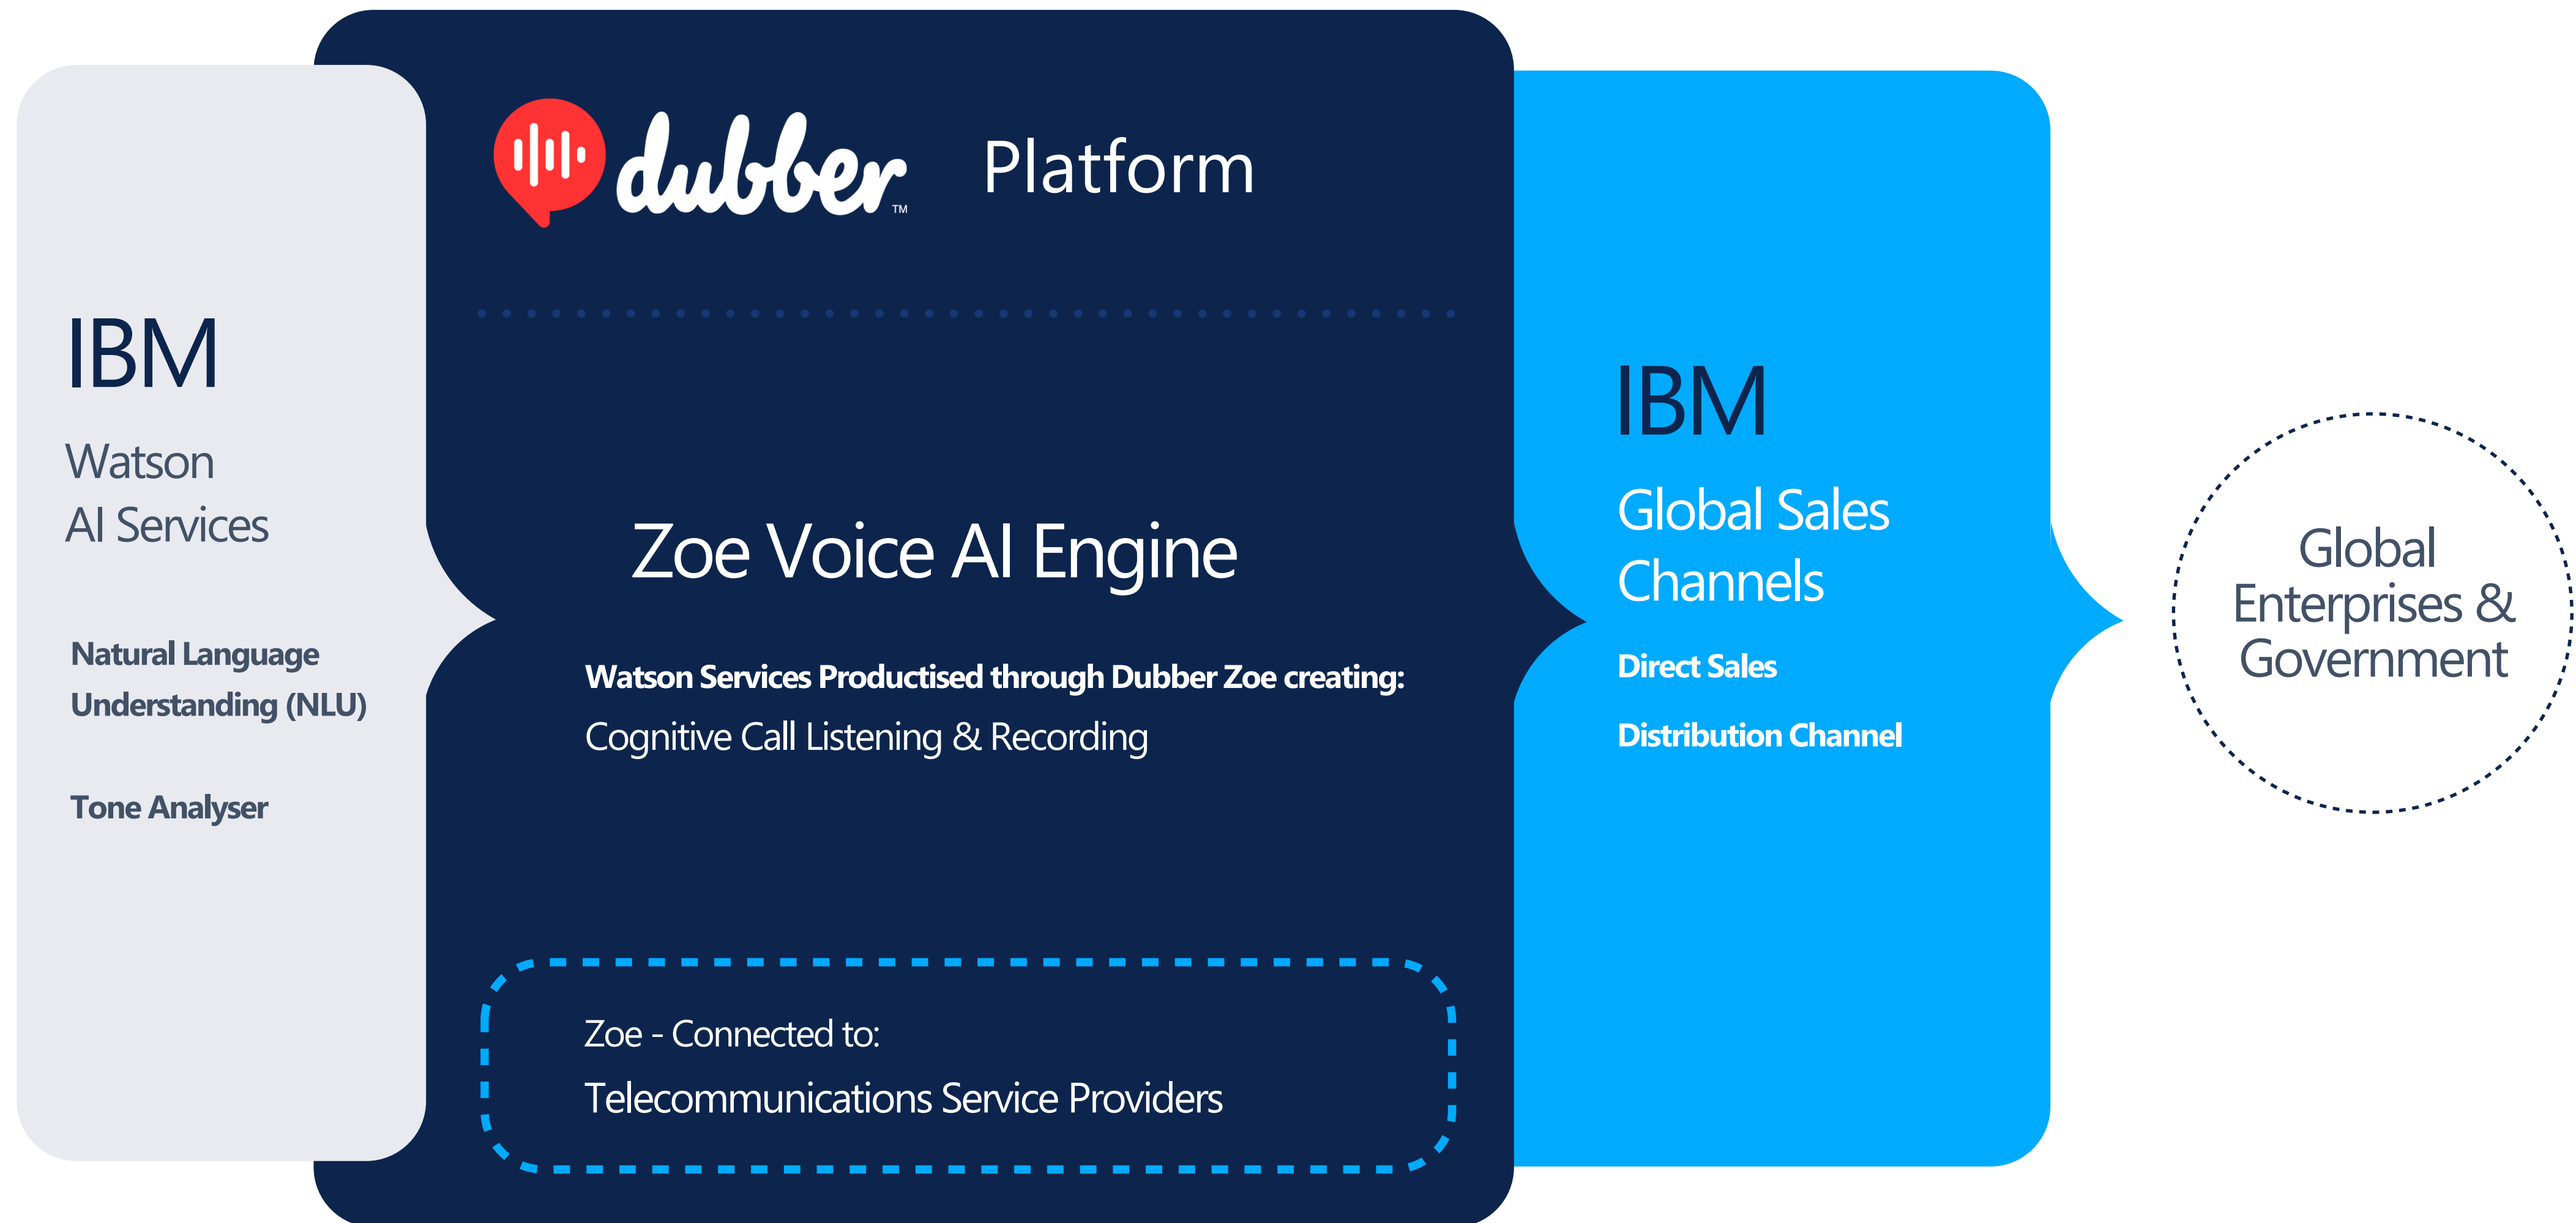 IBM
Watson
AI Services
Natural Language
Understanding (NLU)
Tone Analyser
dubber™ Platform
Zoe Voice AI Engine
Watson Services Productised through Dubber Zoe creating:
Cognitive Call Listening & Recording
Zoe - Connected to:
Telecommunications Service Providers
IBM
Global Sales
Channels
Direct Sales
Distribution Channel
Global
Enterprises &
Government